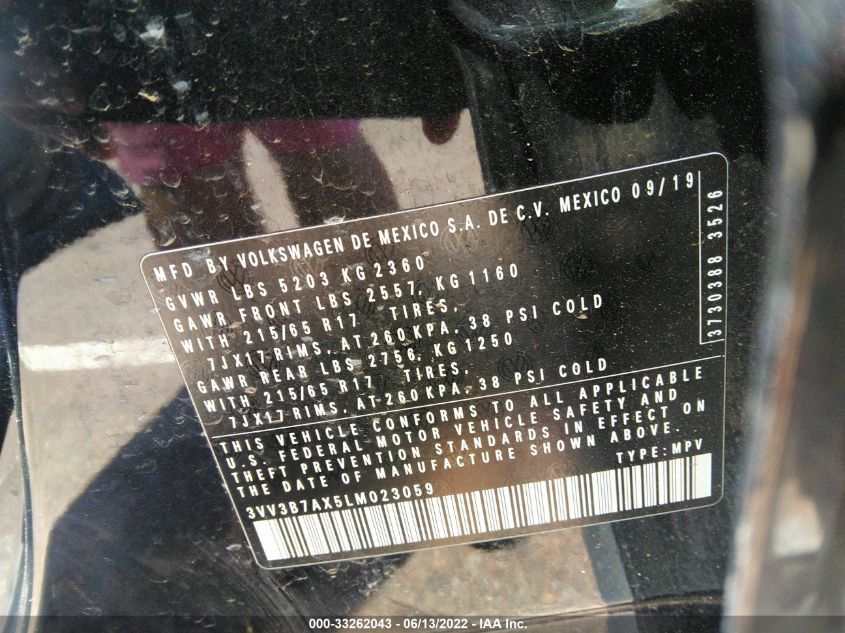 MFD BY VOLKSWAGEN DE MEXICO S.A. DE C.V. MEXICO 09/19
GVWR LBS 5203 KG 2360
GAWR FRONT LBS 2557, KG 1160
WITH 215/65 R17 TIRES,
7JX17 RIMS, AT 260 KPA, 38 PSI COLD
GAWR REAR LBS 2756, KG 1250
WITH 215/65 R17 TIRES,
7JX17 RIMS, AT 260 KPA, 38 PSI COLD
THIS VEHICLE CONFORMS TO ALL APPLICABLE
U.S. FEDERAL MOTOR VEHICLE SAFETY AND
THEFT PREVENTION STANDARDS IN EFFECT ON
THE DATE OF MANUFACTURE SHOWN ABOVE.
3VV3B7AX5LM023059 TYPE: MPV
3730388 3526
000-33262043 - 06/13/2022 - IAA Inc.